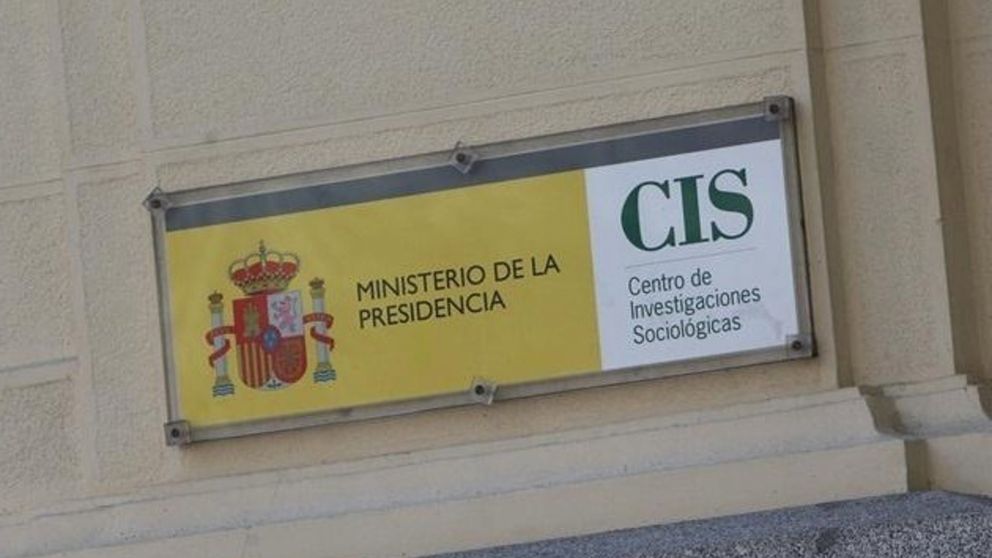 MINISTERIO DE LA
PRESIDENCIA
CIS
Centro de
Investigaciones
Sociológicas